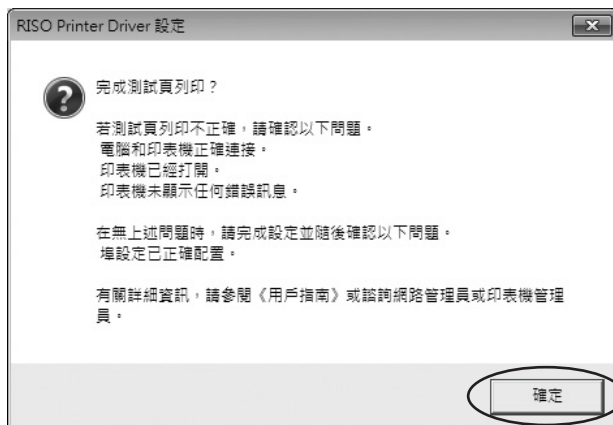 RISO Printer Driver 設定
完成測試頁列印？
若測試頁列印不正確，請確認以下問題。
電腦和印表機正確連接。
印表機已經打開。
印表機未顯示任何錯誤訊息。
在無上述問題時，請完成設定並隨後確認以下問題。
埠設定已正確配置。
有關詳細資訊，請參閱《用戶指南》或諮詢網路管理員或印表機管理
員。
確定